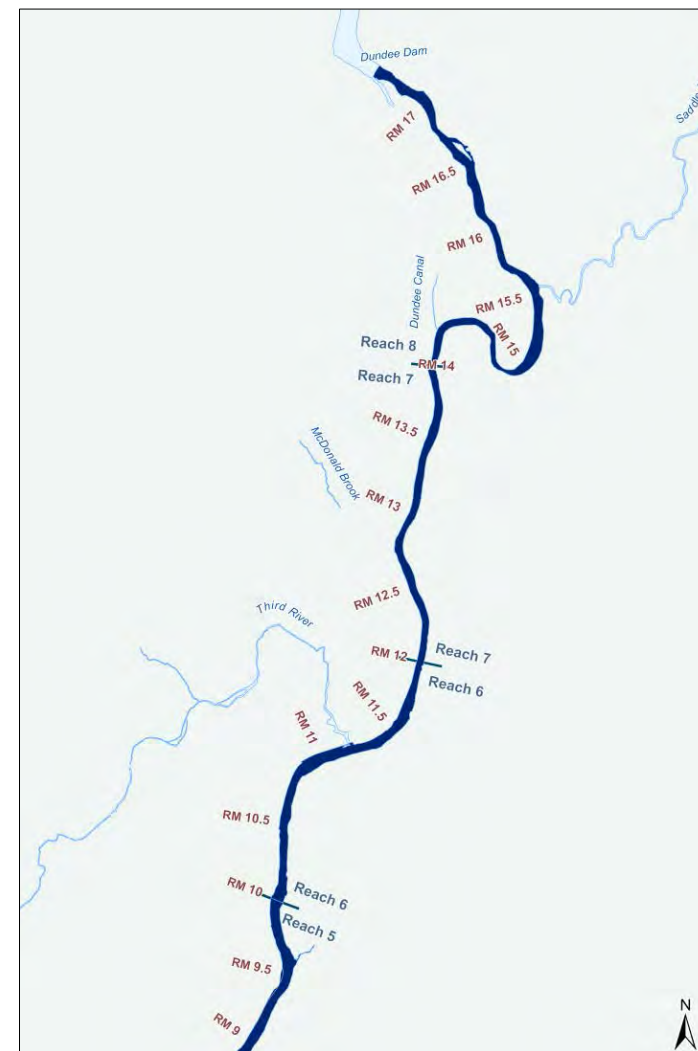 Dundee Dam
RM 17
Saddle
RM 16.5
RM 16
Dundee Canal
RM 15.5
RM 15
Reach 8
RM 14
Reach 7
RM 13.5
McDonald Brook
RM 13
RM 12.5
Third River
RM 12
Reach 7
Reach 6
RM 11.5
RM 11
RM 10.5
RM 10
Reach 6
Reach 5
RM 9.5
RM 9
N